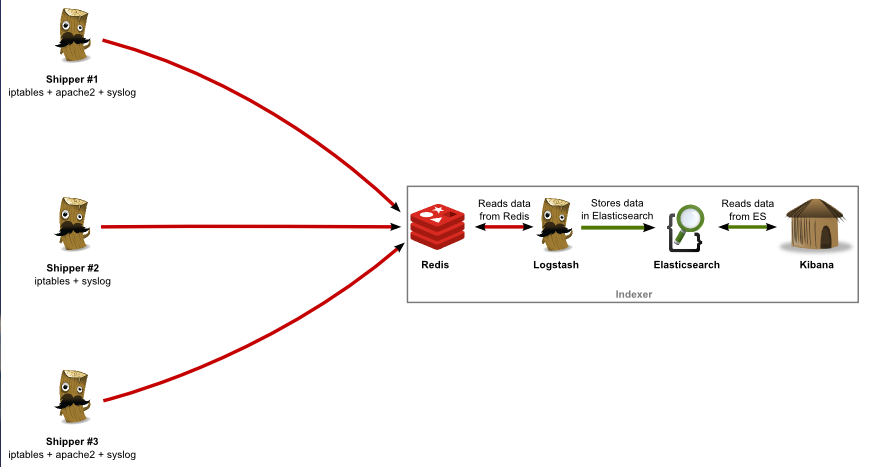 Shipper #1
iptables + apache2 + syslog
Shipper #2
iptables + syslog
Shipper #3
iptables + apache2 + syslog
Reads data
from Redis
Stores data
in Elasticsearch
Reads data
from ES
Redis
Logstash
Elasticsearch
Kibana
Indexer